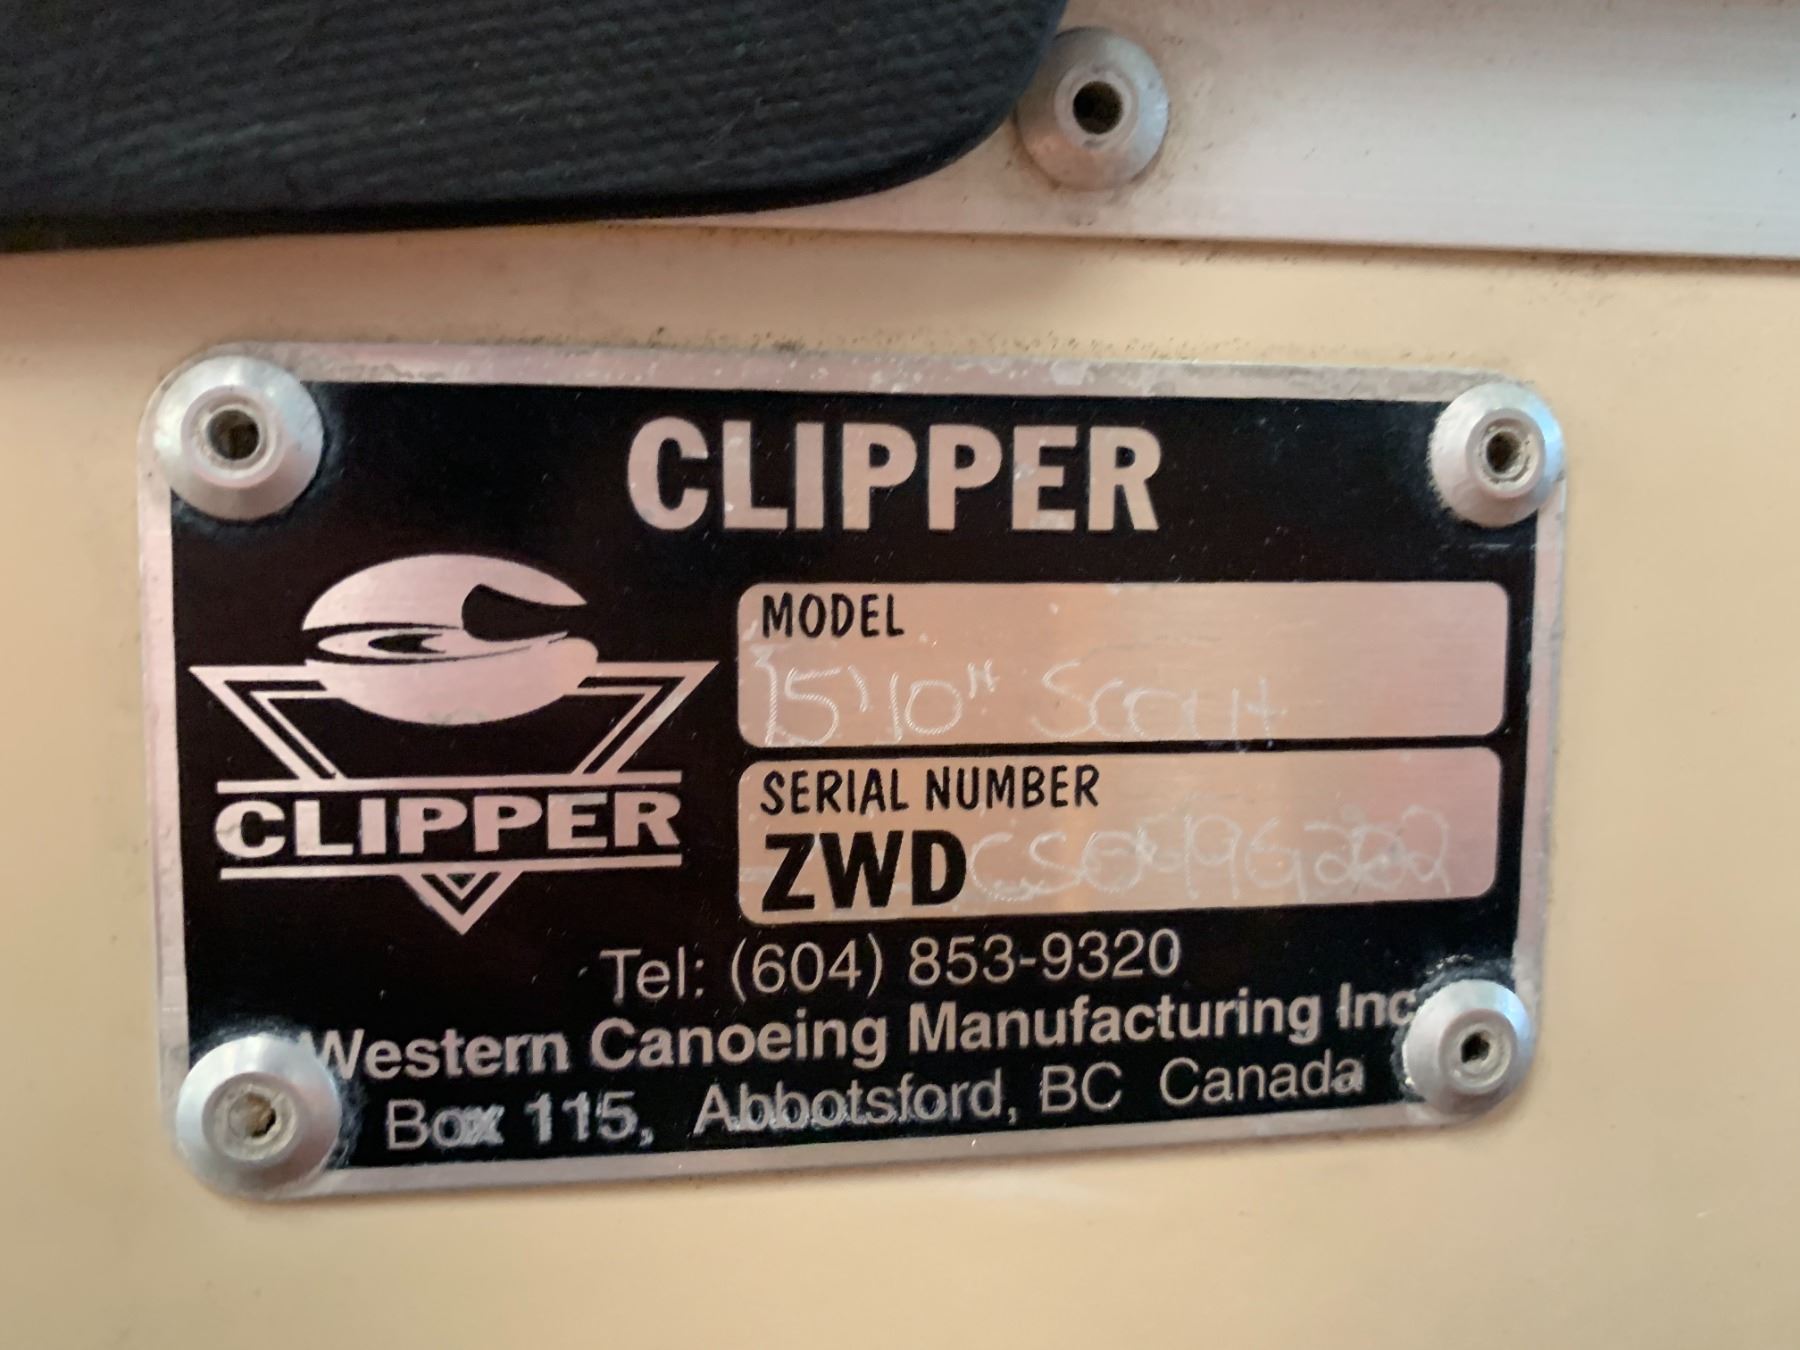 CLIPPER
CLIPPER
MODEL
15'10" Scout
SERIAL NUMBER
ZWD
Tel: (604) 853-9320
Western Canoeing Manufacturing Inc
Box 115, Abbotsford, BC Canada